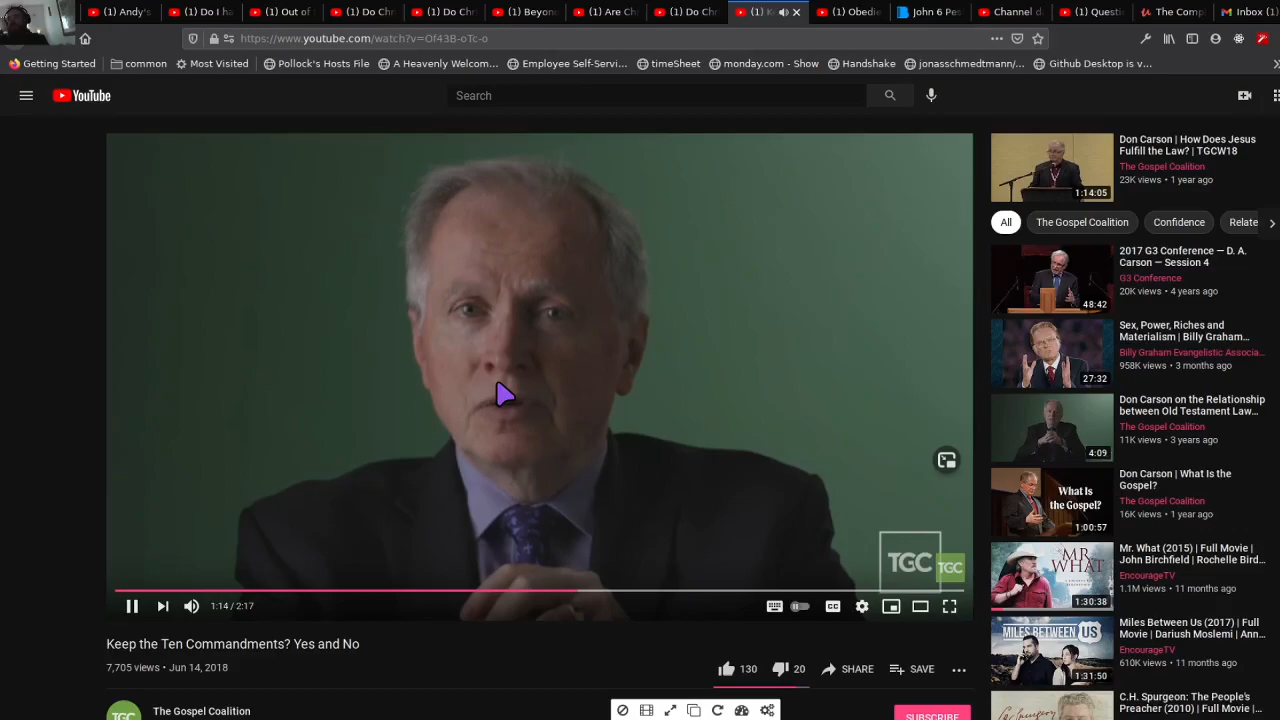 (1) Andy's
(1) Do I ha
(1) Out of
(1) Do Chr
(1) Do Chr
(1) Beyon
(1) Are Ch
(1) Do Ch
(1) Obedie
John 6 Pes
Channel d
(1) Questi
The Comp
Inbox (1)
https://www.youtube.com/watch?v=Of43B-oTc-o
Getting Started
common
Most Visited
Pollock's Hosts File
A Heavenly Welcom...
Employee Self-Servi...
timeSheet
monday.com - Show
Handshake
jonasschmedtmann/...
Github Desktop is v...
YouTube
Search
TGC
TGC
1:14 / 2:17
CC
Keep the Ten Commandments? Yes and No
7,705 views • Jun 14, 2018
130
20
SHARE
SAVE
TGC
The Gospel Coalition
SUBSCRIBE
Don Carson | How Does Jesus
Fulfill the Law? | TGCW18
The Gospel Coalition
23K views • 1 year ago
1:14:05
All
The Gospel Coalition
Confidence
Relate
2017 G3 Conference — D. A.
Carson — Session 4
G3 Conference
20K views • 4 years ago
48:42
Sex, Power, Riches and
Materialism | Billy Graham...
Billy Graham Evangelistic Associa...
958K views • 3 months ago
27:32
Don Carson on the Relationship
between Old Testament Law...
The Gospel Coalition
11K views • 3 years ago
4:09
Don Carson | What Is the
Gospel?
The Gospel Coalition
16K views • 1 year ago
What Is
the Gospel?
1:00:57
Mr. What (2015) | Full Movie |
John Birchfield | Rochelle Bird...
EncourageTV
1.1M views • 11 months ago
MR.
WHAT
1:30:38
Miles Between Us (2017) | Full
Movie | Dariush Moslemi | Ann...
EncourageTV
610K views • 11 months ago
MILES BETWEEN US
1:31:50
C.H. Spurgeon: The People's
Preacher (2010) | Full Movie |